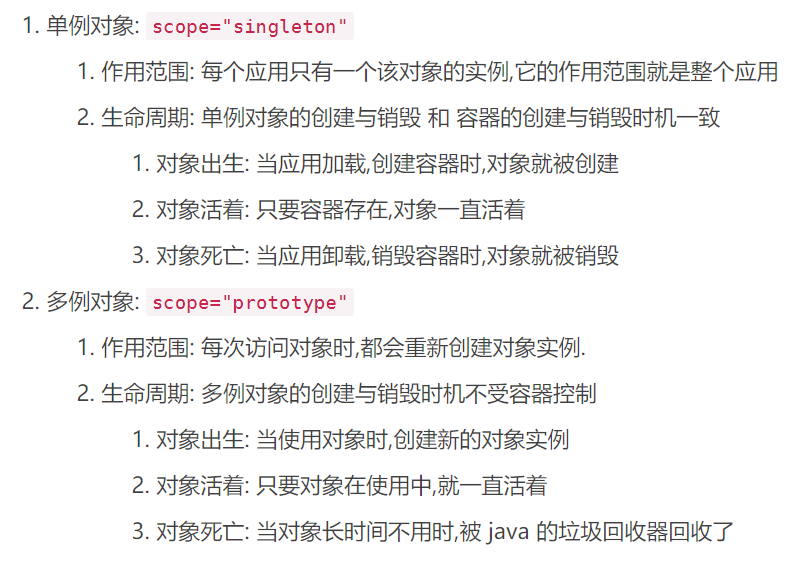 1. 单例对象: scope="singleton"
1. 作用范围: 每个应用只有一个该对象的实例,它的作用范围就是整个应用
2. 生命周期: 单例对象的创建与销毁 和 容器的创建与销毁时机一致
1. 对象出生: 当应用加载,创建容器时,对象就被创建
2. 对象活着: 只要容器存在,对象一直活着
3. 对象死亡: 当应用卸载,销毁容器时,对象就被销毁
2. 多例对象: scope="prototype"
1. 作用范围: 每次访问对象时,都会重新创建对象实例.
2. 生命周期: 多例对象的创建与销毁时机不受容器控制
1. 对象出生: 当使用对象时,创建新的对象实例
2. 对象活着: 只要对象在使用中,就一直活着
3. 对象死亡: 当对象长时间不用时,被 java 的垃圾回收器回收了